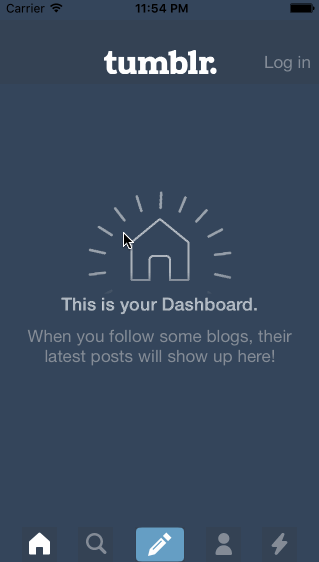 Carrier 11:54 PM
tumblr. Log in
This is your Dashboard.
When you follow some blogs, their
latest posts will show up here!